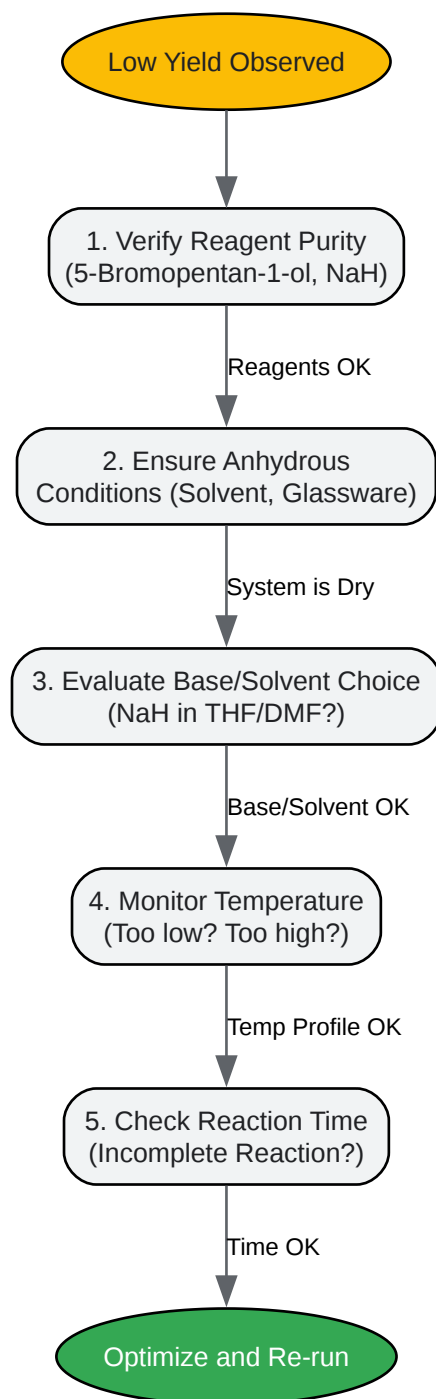 Low Yield Observed
1. Verify Reagent Purity
(5-Bromopentan-1-ol, NaH)
Reagents OK
2. Ensure Anhydrous
Conditions (Solvent, Glassware)
System is Dry
3. Evaluate Base/Solvent Choice
(NaH in THF/DMF?)
Base/Solvent OK
4. Monitor Temperature
(Too low? Too high?)
Temp Profile OK
5. Check Reaction Time
(Incomplete Reaction?)
Time OK
Optimize and Re-run